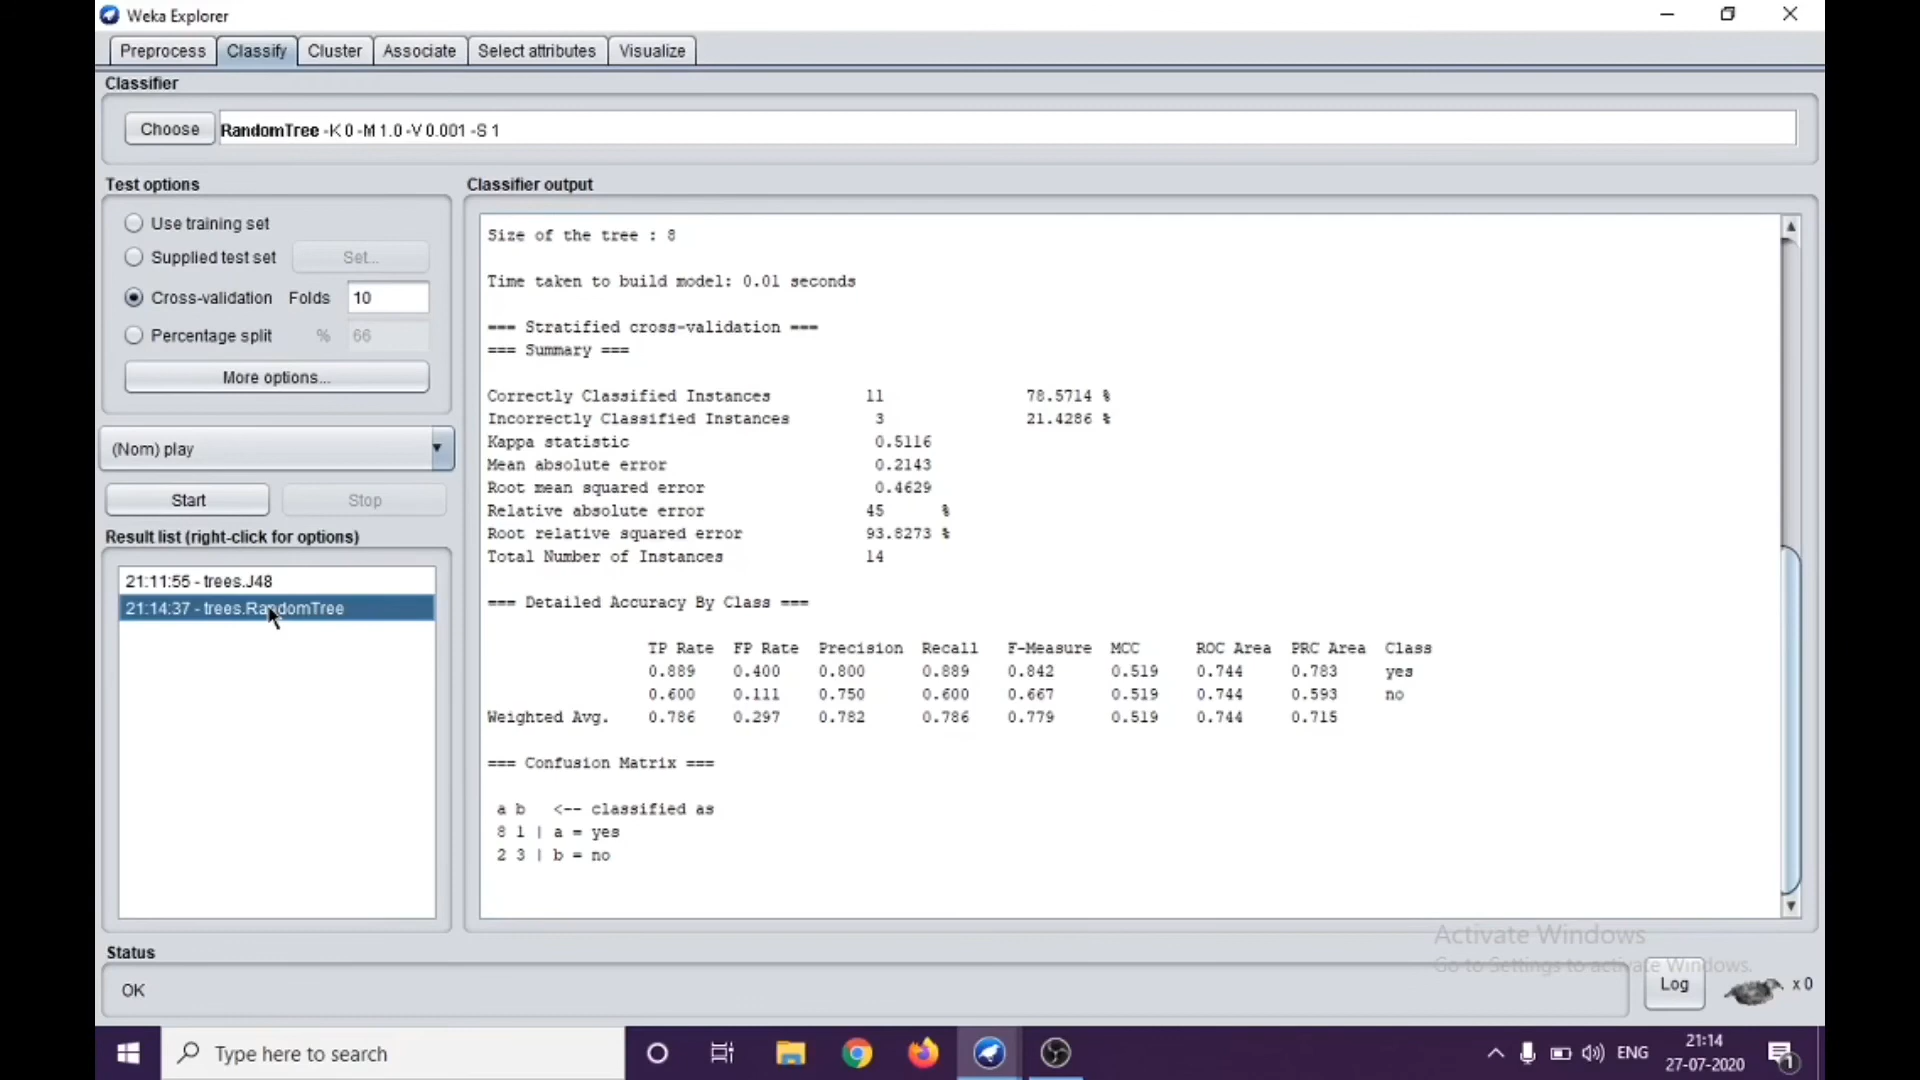 Weka Explorer
Preprocess Classify Cluster Associate Select attributes Visualize
Classifier
Choose RandomTree -K 0 -M 1.0 -V 0.001 -S 1
Test options
Use training set
Supplied test set Set...
Cross-validation Folds 10
Percentage split % 66
More options...
(Nom) play
Start Stop
Result list (right-click for options)
21:11:55 - trees.J48
21:14:37 - trees.RandomTree
Classifier output
Size of the tree : 8
Time taken to build model: 0.01 seconds
=== Stratified cross-validation ===
=== Summary ===
Correctly Classified Instances 11 78.5714 %
Incorrectly Classified Instances 3 21.4286 %
Kappa statistic 0.5116
Mean absolute error 0.2143
Root mean squared error 0.4629
Relative absolute error 45 %
Root relative squared error 93.8273 %
Total Number of Instances 14
=== Detailed Accuracy By Class ===
TP Rate FP Rate Precision Recall F-Measure MCC ROC Area PRC Area Class
0.889 0.400 0.800 0.889 0.842 0.519 0.744 0.783 yes
0.600 0.111 0.750 0.600 0.667 0.519 0.744 0.593 no
Weighted Avg. 0.786 0.297 0.782 0.786 0.779 0.519 0.744 0.715
=== Confusion Matrix ===
a b <-- classified as
8 1 | a = yes
2 3 | b = no
Activate Windows
Go to Settings to activate Windows.
Status
OK
Log x 0
Type here to search
ENG
21:14
27-07-2020
1